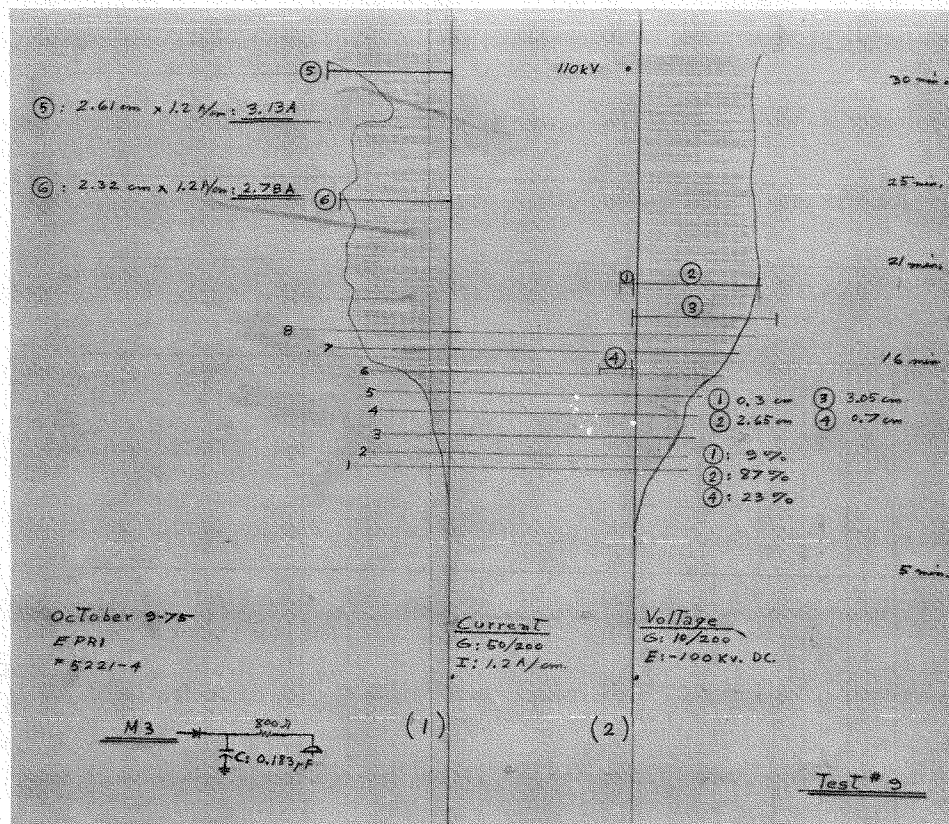 ⑤
110KV
30 min.
⑤ : 2.61 cm x 1.2 A/cm : 3.13A
25 min.
⑥ : 2.32 cm x 1.2 A/cm : 2.78A
⑥
21 min.
① ②
③
8
7
④
16 min
6
5
① 0.3 cm ③ 3.05 cm
4
② 2.65 cm ④ 0.7 cm
3
2
①: 9 %
1
②: 87 %
④: 23 %
5 min.
October 9-75
EPRI
# 5221-4
Current
G: 50/200
I: 1.2 A/cm.
Voltage
G: 10/200
E: -100 KV. DC.
M3
800Ω
C: 0.183μF
(1)
(2)
Test # 9